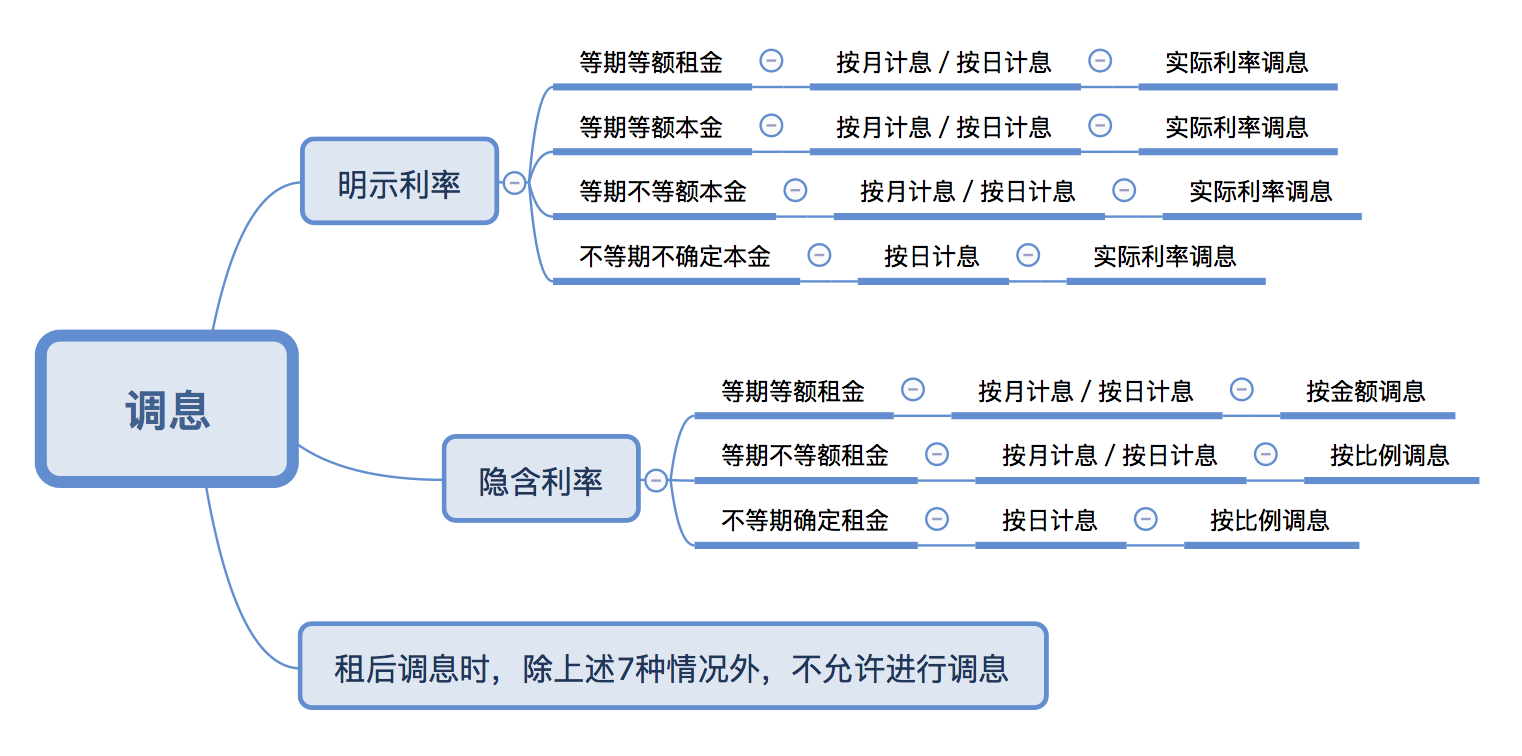 等期等额租金 按月计息 / 按日计息 实际利率调息
等期等额本金 按月计息 / 按日计息 实际利率调息
明示利率
等期不等额本金 按月计息 / 按日计息 实际利率调息
不等期不确定本金 按日计息 实际利率调息
调息
等期等额租金 按月计息 / 按日计息 按金额调息
等期不等额租金 按月计息 / 按日计息 按比例调息
隐含利率
不等期确定租金 按日计息 按比例调息
租后调息时，除上述7种情况外，不允许进行调息